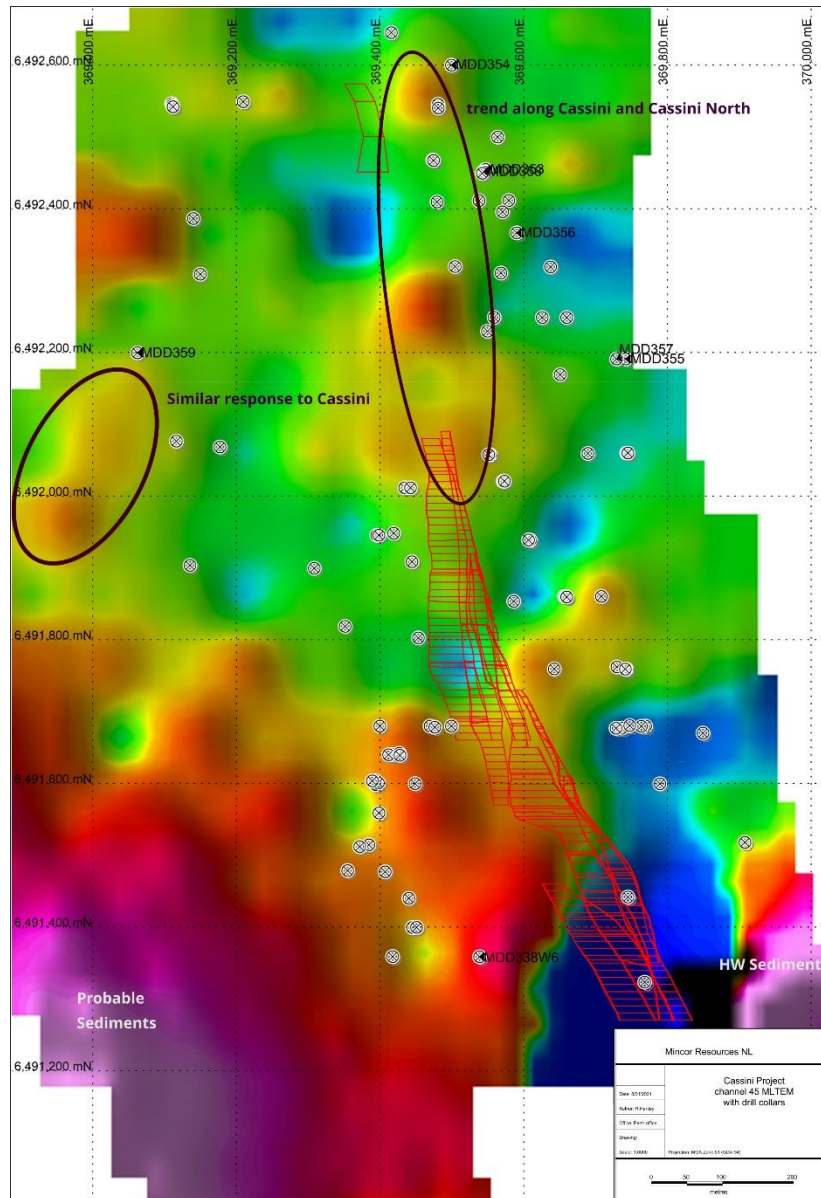 369,000.mE
369,200.mE
369,400.mE
369,600.mE
369,800.mE
370,000.mE
6,492,600.mN
MDD354
trend along Cassini and Cassini North
6,492,400.mN
MDD356
6,492,200.mN
MDD359
MDD357
MDD355
Similar response to Cassini
6,492,000.mN
6,491,800.mN
6,491,600.mN
6,491,400.mN
MDD338W6
HW Sediment
Probable
Sediments
6,491,200.mN
Mincor Resources NL
Cassini Project
channel 45 MLTEM
with drill collars
Office: Perth office
Drawing:
0 50 100 200
metres